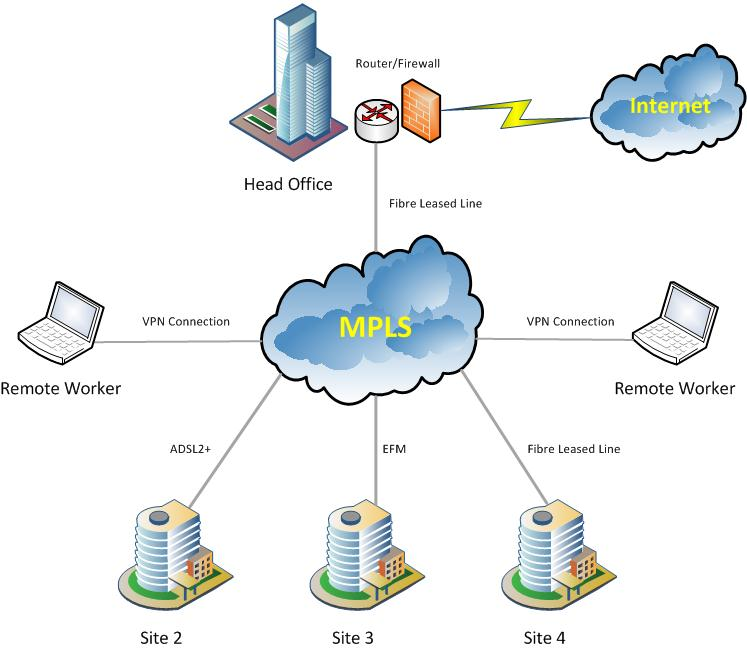 Router/Firewall
Internet
Head Office
Fibre Leased Line
MPLS
VPN Connection
VPN Connection
Remote Worker
Remote Worker
ADSL2+
EFM
Fibre Leased Line
Site 2
Site 3
Site 4